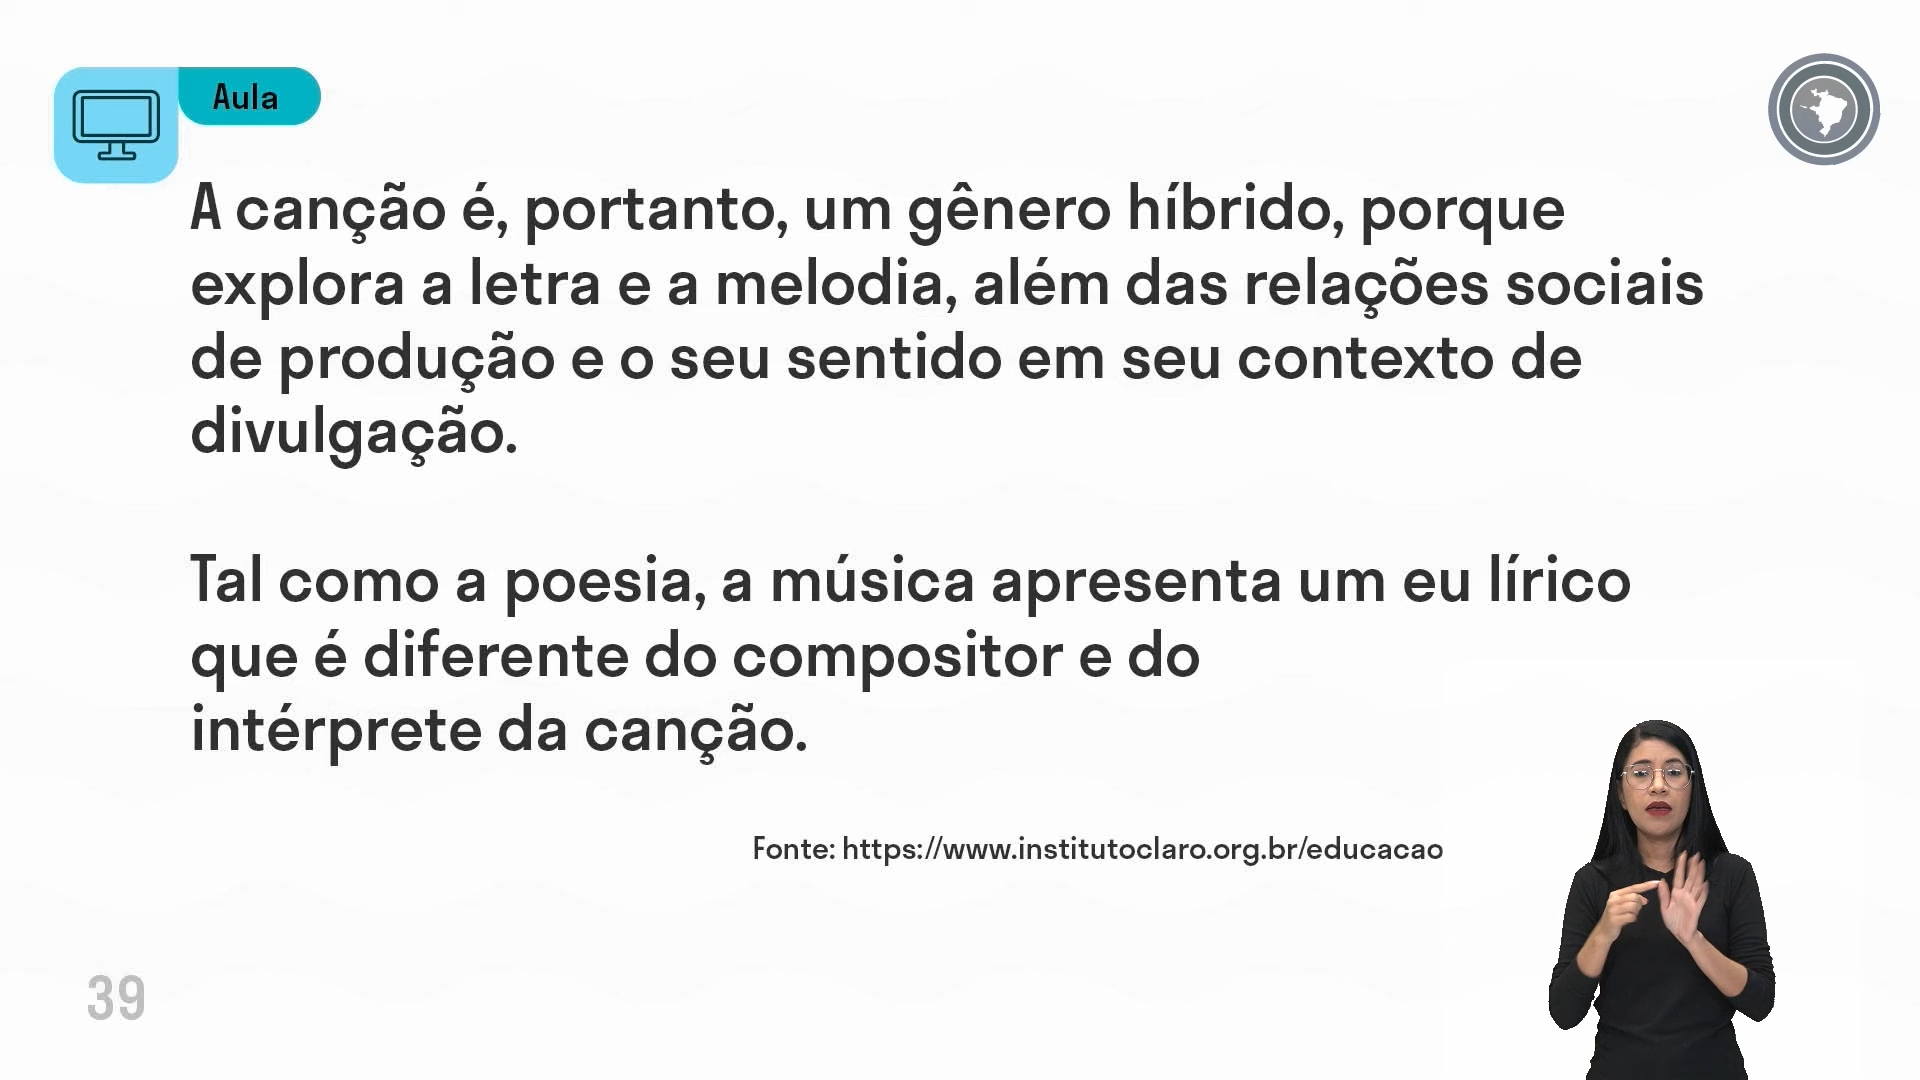 Aula
A canção é, portanto, um gênero híbrido, porque
explora a letra e a melodia, além das relações sociais
de produção e o seu sentido em seu contexto de
divulgação.
Tal como a poesia, a música apresenta um eu lírico
que é diferente do compositor e do
intérprete da canção.
Fonte: https://www.institutoclaro.org.br/educacao
39